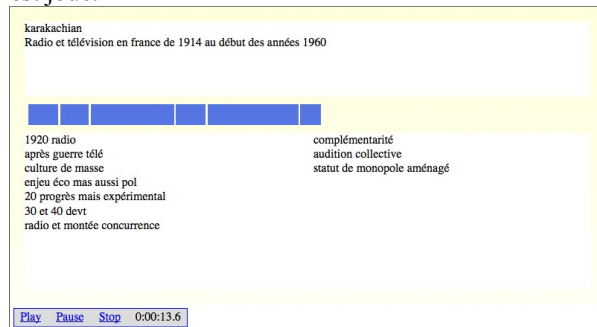 karakachian
Radio et télévision en france de 1914 au début des années 1960
1920 radio
après guerre télé
culture de masse
enjeu éco mas aussi pol
20 progrès mais expérimental
30 et 40 devt
radio et montée concurrence
complémentarité
audition collective
statut de monopole aménagé
Play Pause Stop 0:00:13.6